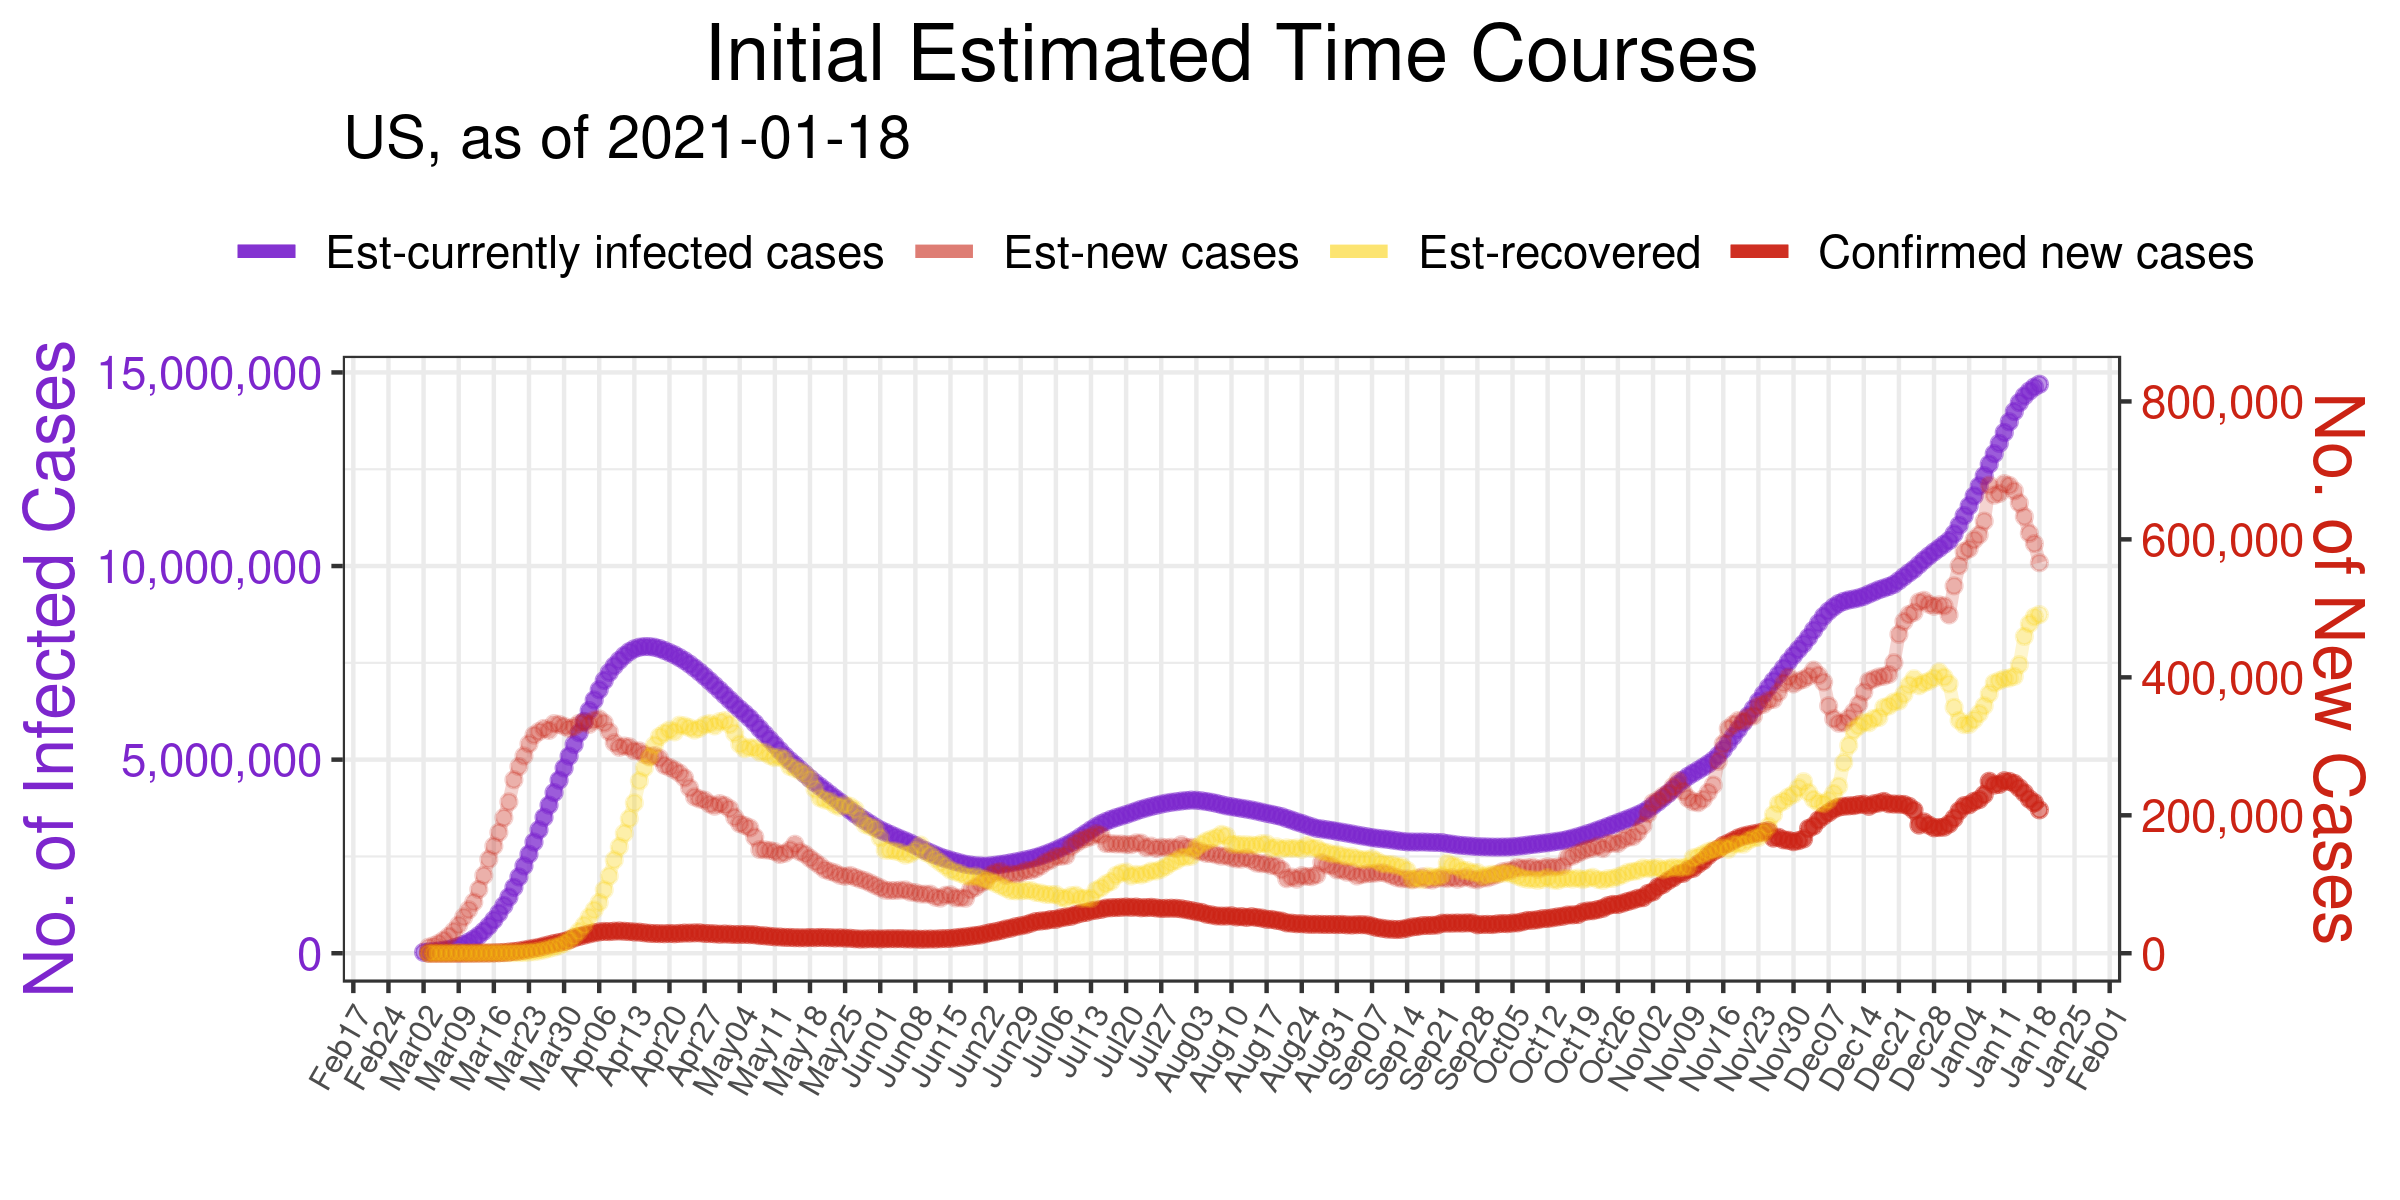 Initial Estimated Time Courses
US, as of 2021-01-18
Est-currently infected cases Est-new cases Est-recovered Confirmed new cases
No. of Infected Cases
15,000,000
10,000,000
5,000,000
0
800,000
600,000
400,000
200,000
0
No. of New Cases
Feb17 Feb24 Mar02 Mar09 Mar16 Mar23 Mar30 Apr06 Apr13 Apr20 Apr27 May04 May11 May18 May25 Jun01 Jun08 Jun15 Jun22 Jun29 Jul06 Jul13 Jul20 Jul27 Aug03 Aug10 Aug17 Aug24 Aug31 Sep07 Sep14 Sep21 Sep28 Oct05 Oct12 Oct19 Oct26 Nov02 Nov09 Nov16 Nov23 Nov30 Dec07 Dec14 Dec21 Dec28 Jan04 Jan11 Jan18 Jan25 Feb01